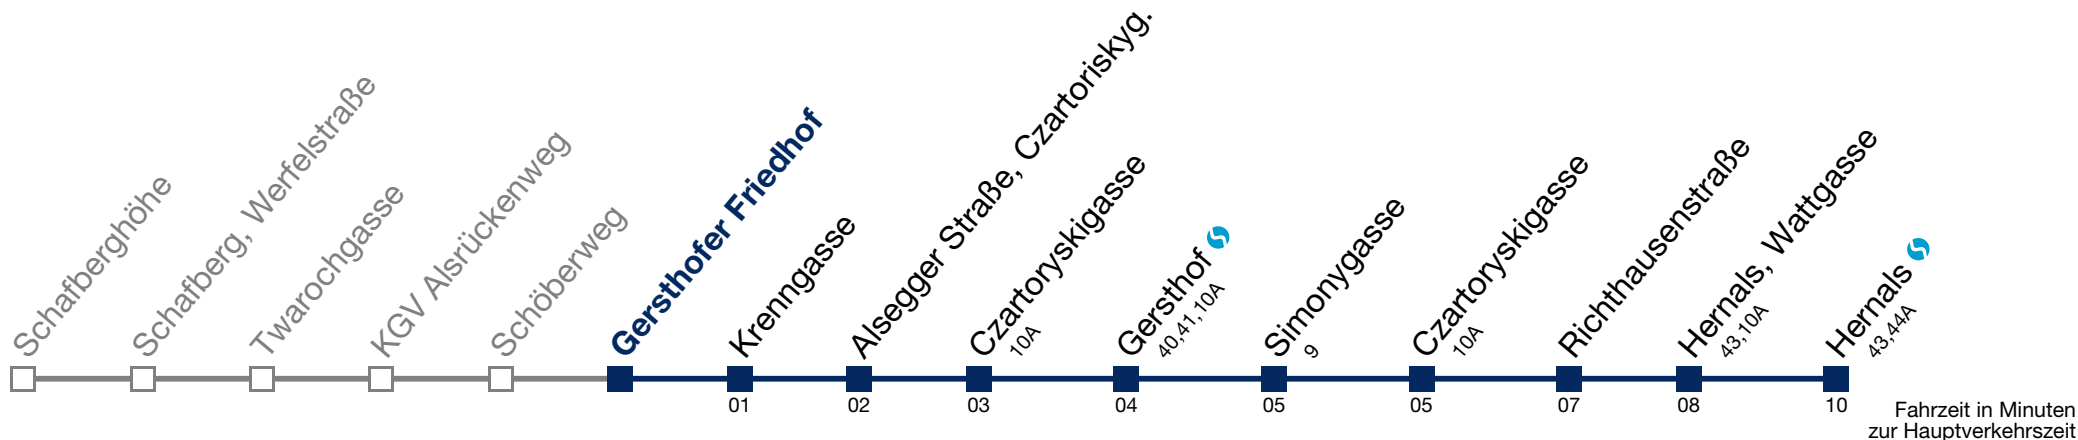 Schafberghöhe
Schafberg, Werfelstraße
Twarochgasse
KGV Alsrückenweg
Schöberweg
Gersthofer Friedhof
Krenngasse
01
Alsegger Straße, Czartoriskyg.
02
Czartoryskigasse
10A
03
Gersthof
40,41,10A
04
Simonygasse
9
05
Czartoryskigasse
10A
05
Richthausenstraße
07
Hernals, Wattgasse
43,10A
08
Hernals
43,44A
10
Fahrzeit in Minuten
zur Hauptverkehrszeit